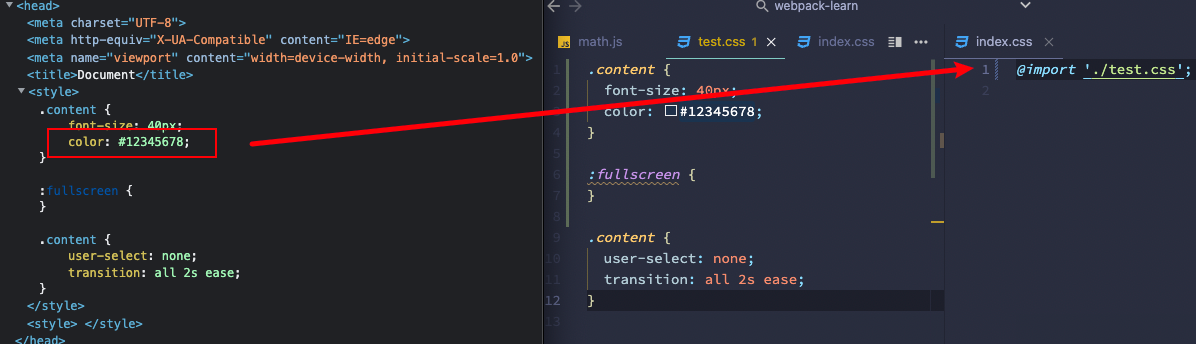 <head>
<meta charset="UTF-8">
<meta http-equiv="X-UA-Compatible" content="IE=edge">
<meta name="viewport" content="width=device-width, initial-scale=1.0">
<title>Document</title>
<style>
.content {
font-size: 40px;
color: #12345678;
}
:fullscreen {
}
.content {
user-select: none;
transition: all 2s ease;
}
</style>
<style> </style>
</head>
webpack-learn
JS math.js
test.css 1
index.css
1 .content {
2 font-size: 40px;
3 color: #12345678;
4 }
5
6 :fullscreen {
7 }
8
9 .content {
10 user-select: none;
11 transition: all 2s ease;
12 }
13
index.css
1 @import './test.css';
2